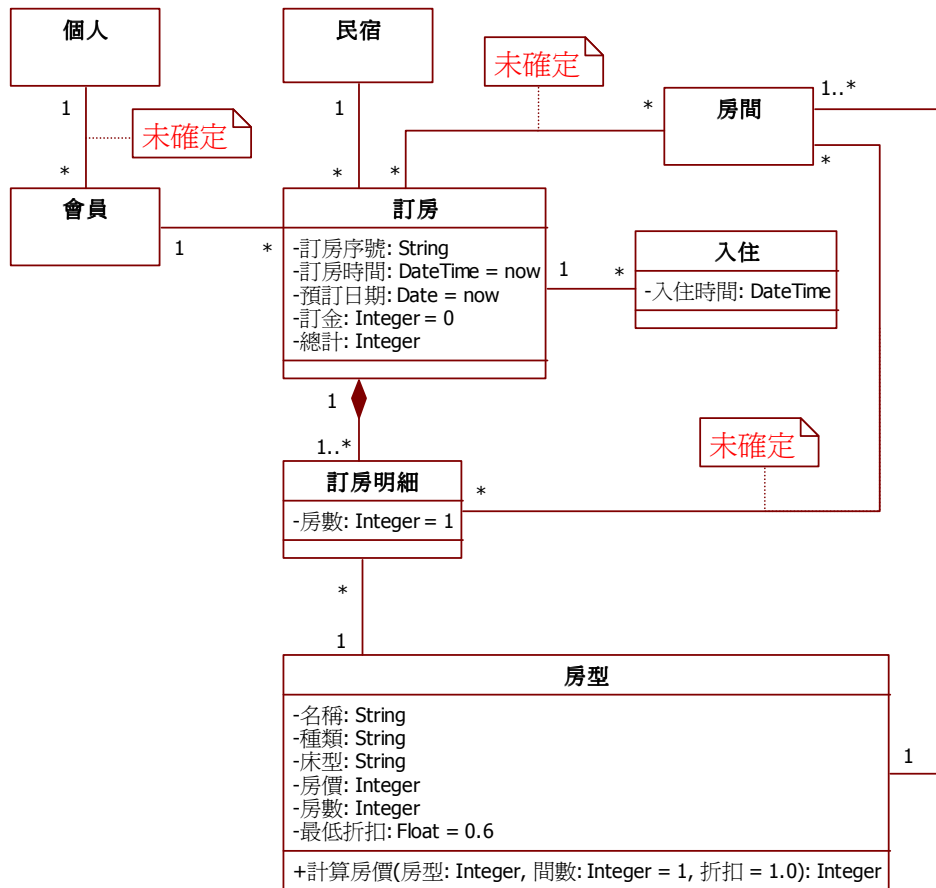 個人
1
未確定
*
會員
1
*
民宿
1
*
未確定
*
*
房間
1..*
*
訂房
-訂房序號: String
-訂房時間: DateTime = now
-預訂日期: Date = now
-訂金: Integer = 0
-總計: Integer
1
*
入住
-入住時間: DateTime
1
1..*
訂房明細
-房數: Integer = 1
*
未確定
*
1
房型
-名稱: String
-種類: String
-床型: String
-房價: Integer
-房數: Integer
-最低折扣: Float = 0.6
+計算房價(房型: Integer, 間數: Integer = 1, 折扣 = 1.0): Integer
1